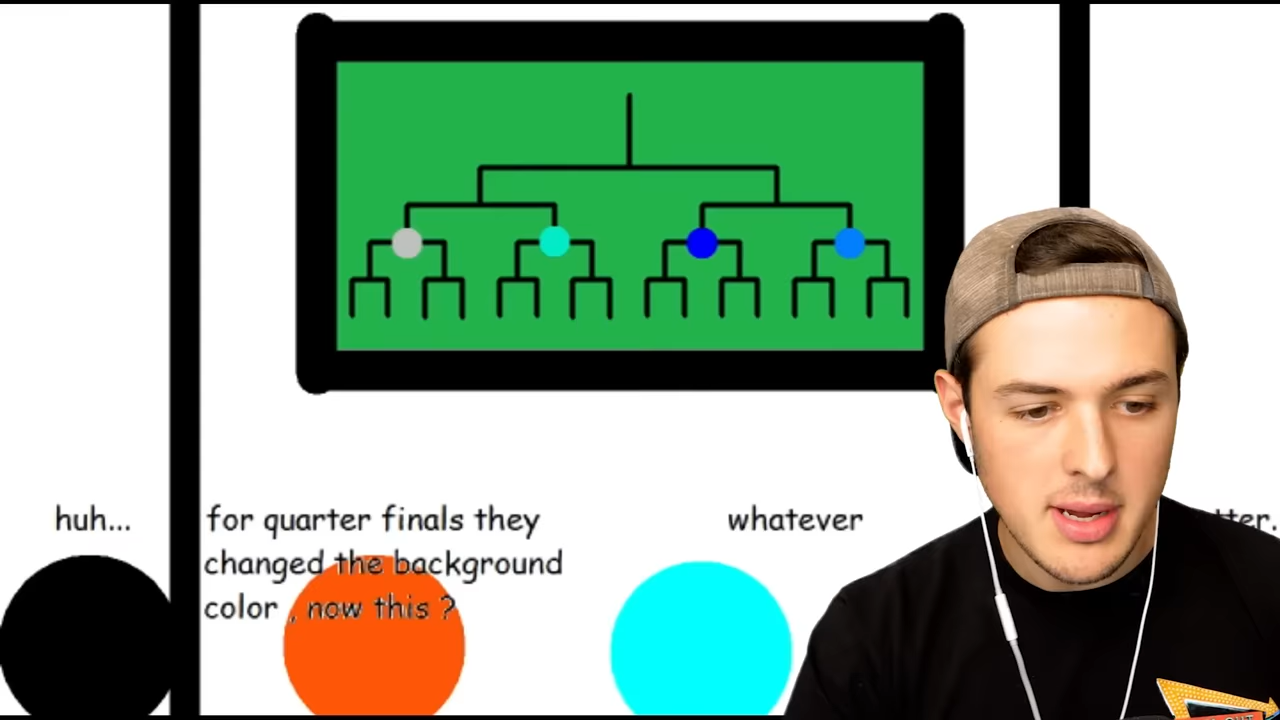 huh...
for quarter finals they
changed the background
color , now this ?
whatever